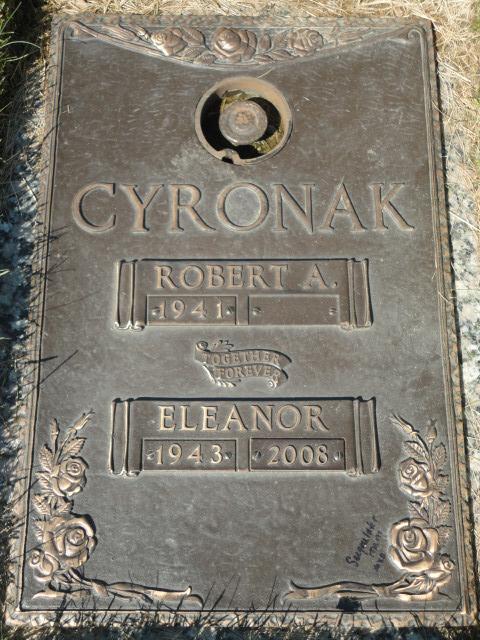 CYRONAK
ROBERT A.
1941
TOGETHER
FOREVER
ELEANOR
1943 2008